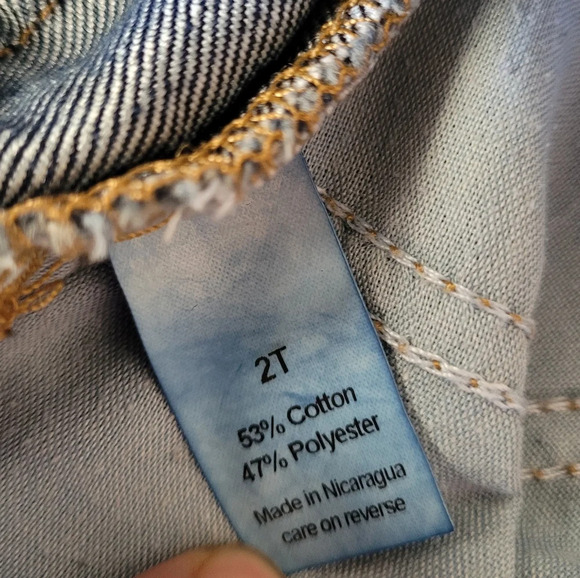 2T
53% Cotton
47% Polyester
Made in Nicaragua
care on reverse